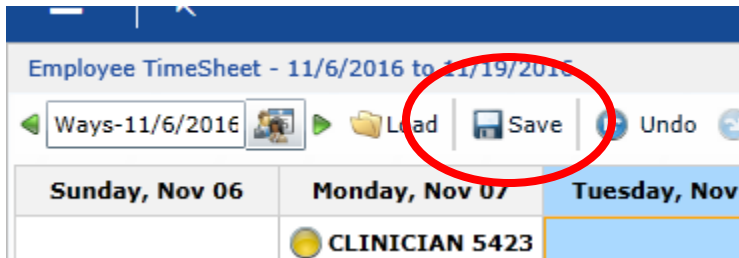 Employee TimeSheet - 11/6/2016 to 11/19/2016
Ways-11/6/2016 Load Save Undo
Sunday, Nov 06 Monday, Nov 07 Tuesday, Nov
CLINICIAN 5423